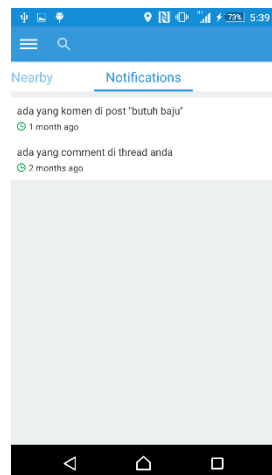 79% 5:39
Nearby Notifications
ada yang komen di post "butuh baju"
1 month ago
ada yang comment di thread anda
2 months ago